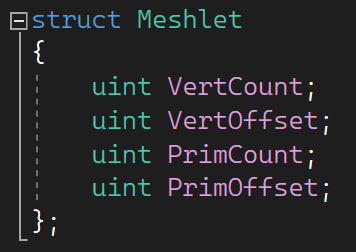 struct Meshlet
{
    uint VertCount;
    uint VertOffset;
    uint PrimCount;
    uint PrimOffset;
};